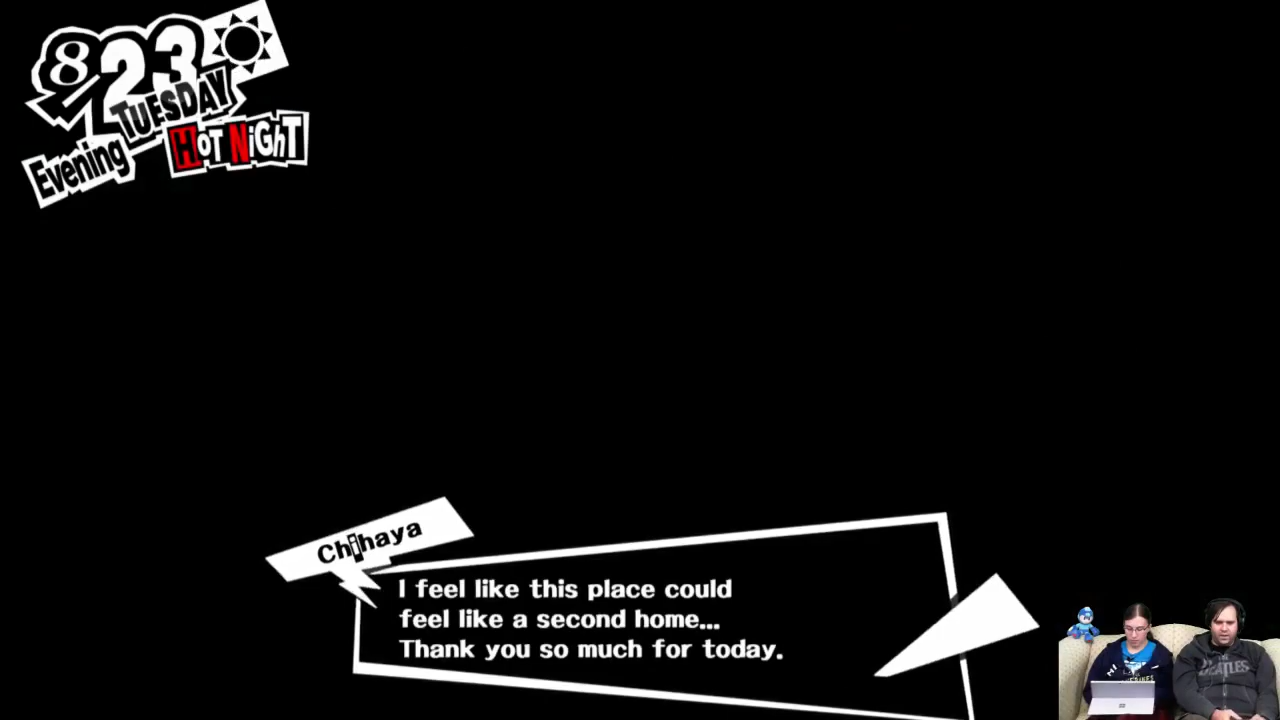 8/23
TUESDAY
Evening
HOT NiGhT
Chihaya
I feel like this place could
feel like a second home...
Thank you so much for today.
BEATLES